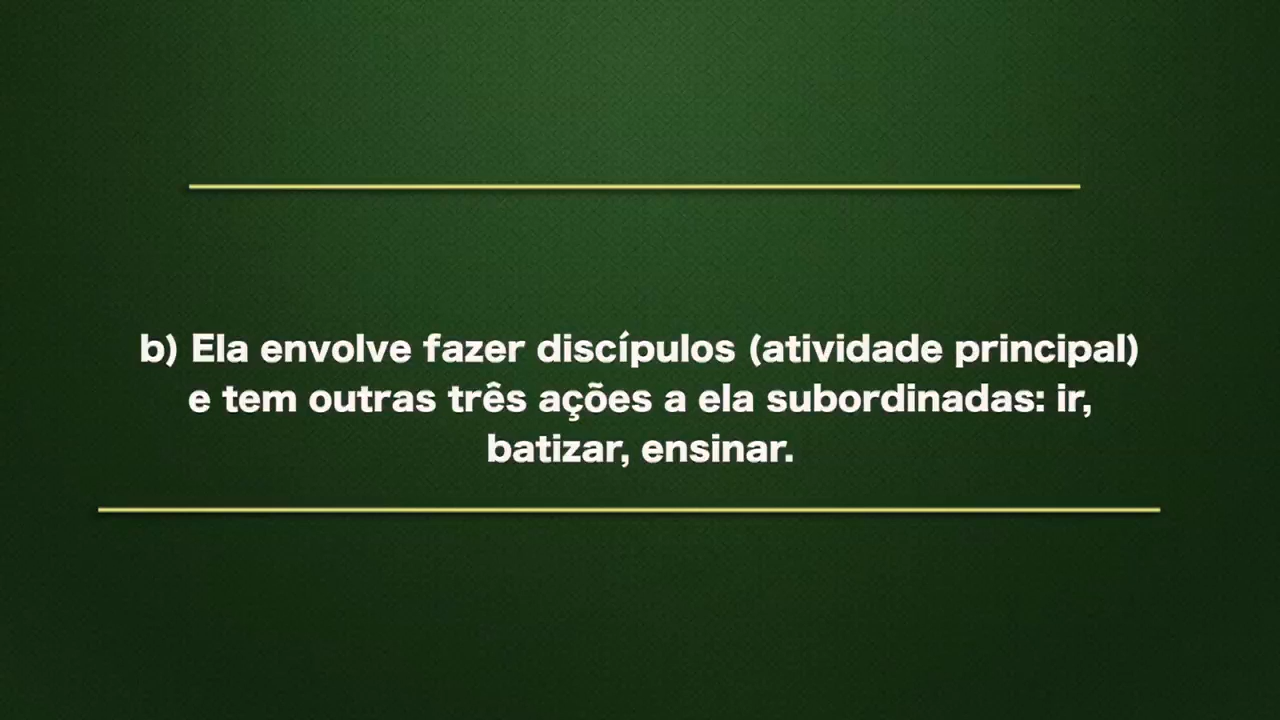 b) Ela envolve fazer discípulos (atividade principal)
e tem outras três ações a ela subordinadas: ir,
batizar, ensinar.